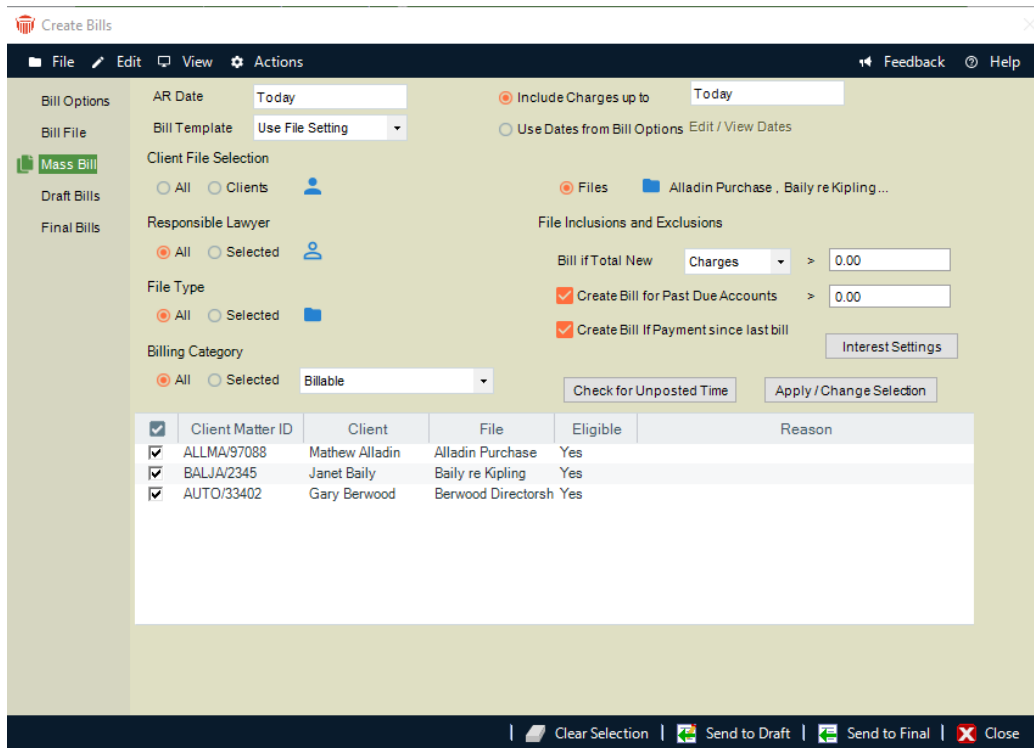 Create Bills
File Edit View Actions Feedback Help
Bill Options
Bill File
Mass Bill
Draft Bills
Final Bills
AR Date Today
Include Charges up to Today
Bill Template Use File Setting
Use Dates from Bill Options Edit / View Dates
Client File Selection
All Clients
Files Alladin Purchase , Baily re Kipling...
Responsible Lawyer
All Selected
File Inclusions and Exclusions
Bill if Total New Charges > 0.00
File Type
All Selected
Create Bill for Past Due Accounts > 0.00
Create Bill If Payment since last bill
Interest Settings
Billing Category
All Selected Billable
Check for Unposted Time Apply / Change Selection
Client Matter ID Client File Eligible Reason
ALLMA/97088 Mathew Alladin Alladin Purchase Yes
BALJA/2345 Janet Baily Baily re Kipling Yes
AUTO/33402 Gary Berwood Berwood Directorsh Yes
Clear Selection Send to Draft Send to Final Close